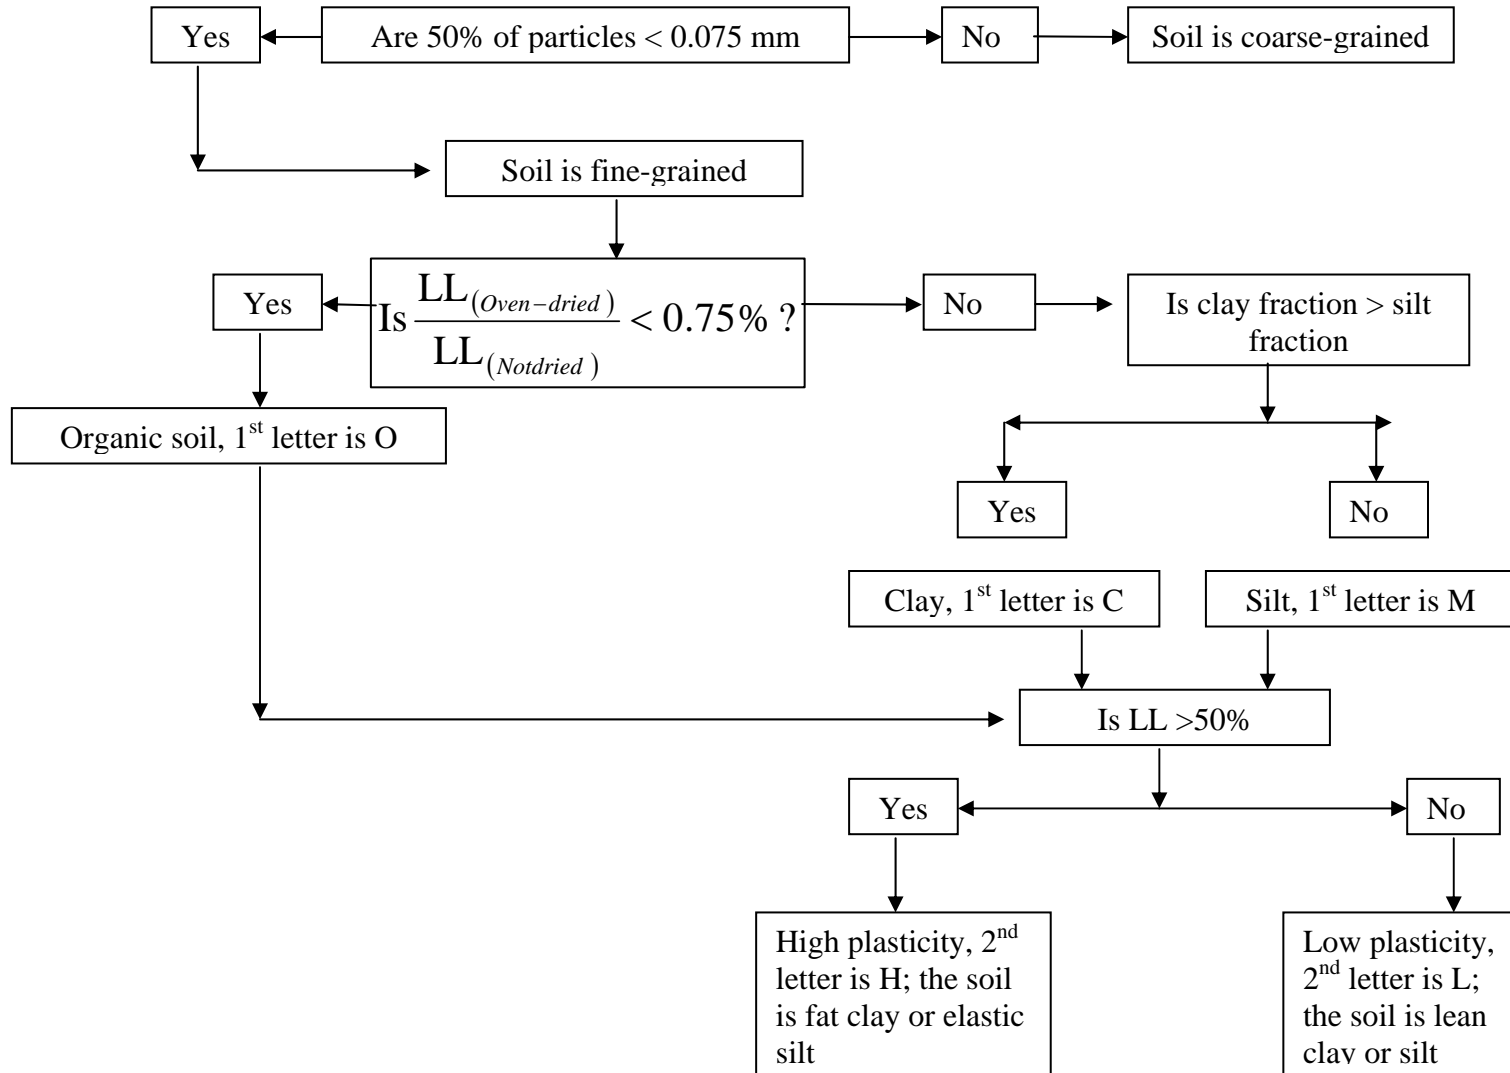 Yes
Are 50% of particles < 0.075 mm
No
Soil is coarse-grained
Soil is fine-grained
Yes
Is LL(Oven−dried) / LL(Notdried) < 0.75% ?
No
Is clay fraction > silt
fraction
Organic soil, 1st letter is O
Yes
No
Clay, 1st letter is C
Silt, 1st letter is M
Is LL >50%
Yes
No
High plasticity, 2nd
letter is H; the soil
is fat clay or elastic
silt
Low plasticity,
2nd letter is L;
the soil is lean
clay or silt